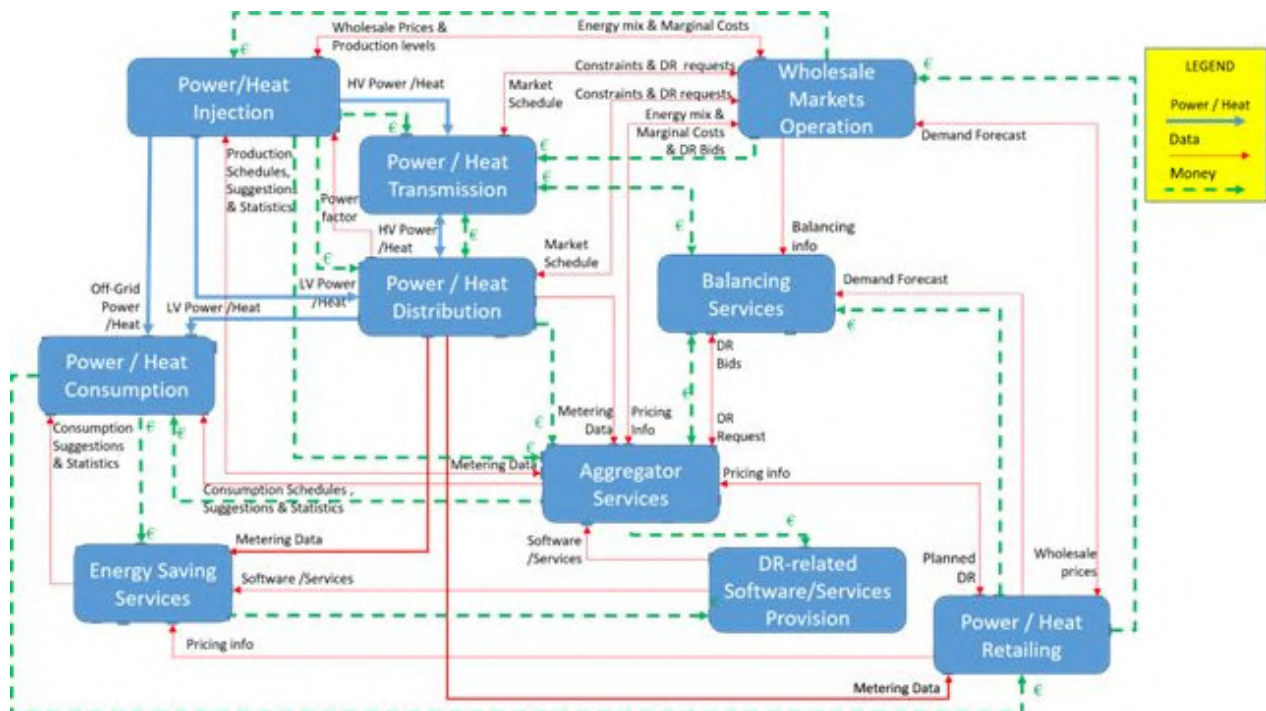 Wholesale Prices &
Production levels
Energy mix & Marginal Costs
€
€
Power/Heat
Injection
HV Power /Heat
Market
Schedule
Constraints & DR requests
Constraints & DR requests
Energy mix &
Marginal Costs
& DR Bids
Wholesale
Markets
Operation
Demand Forecast
LEGEND
Power / Heat
Data
Money
€
Production
Schedules,
Suggestions
& Statistics
Power / Heat
Transmission
€
€
Power
factor
HV Power
/Heat
€
€
Market
Schedule
Balancing
info
Off-Grid
Power
/Heat
LV Power /Heat
LV Power
/Heat
Power / Heat
Distribution
Balancing
Services
Demand Forecast
€
Power / Heat
Consumption
DR
Bids
€
Consumption
Suggestions
& Statistics
€
€
€
€
Metering
Data
Pricing
Info
DR
Request
Metering Data
Aggregator
Services
Pricing info
Consumption Schedules ,
Suggestions & Statistics
€
€
Metering Data
Software
/Services
Energy Saving
Services
Software /Services
DR-related
Software/Services
Provision
Planned
DR
Wholesale
prices
Pricing info
Power / Heat
Retailing
Metering Data
€